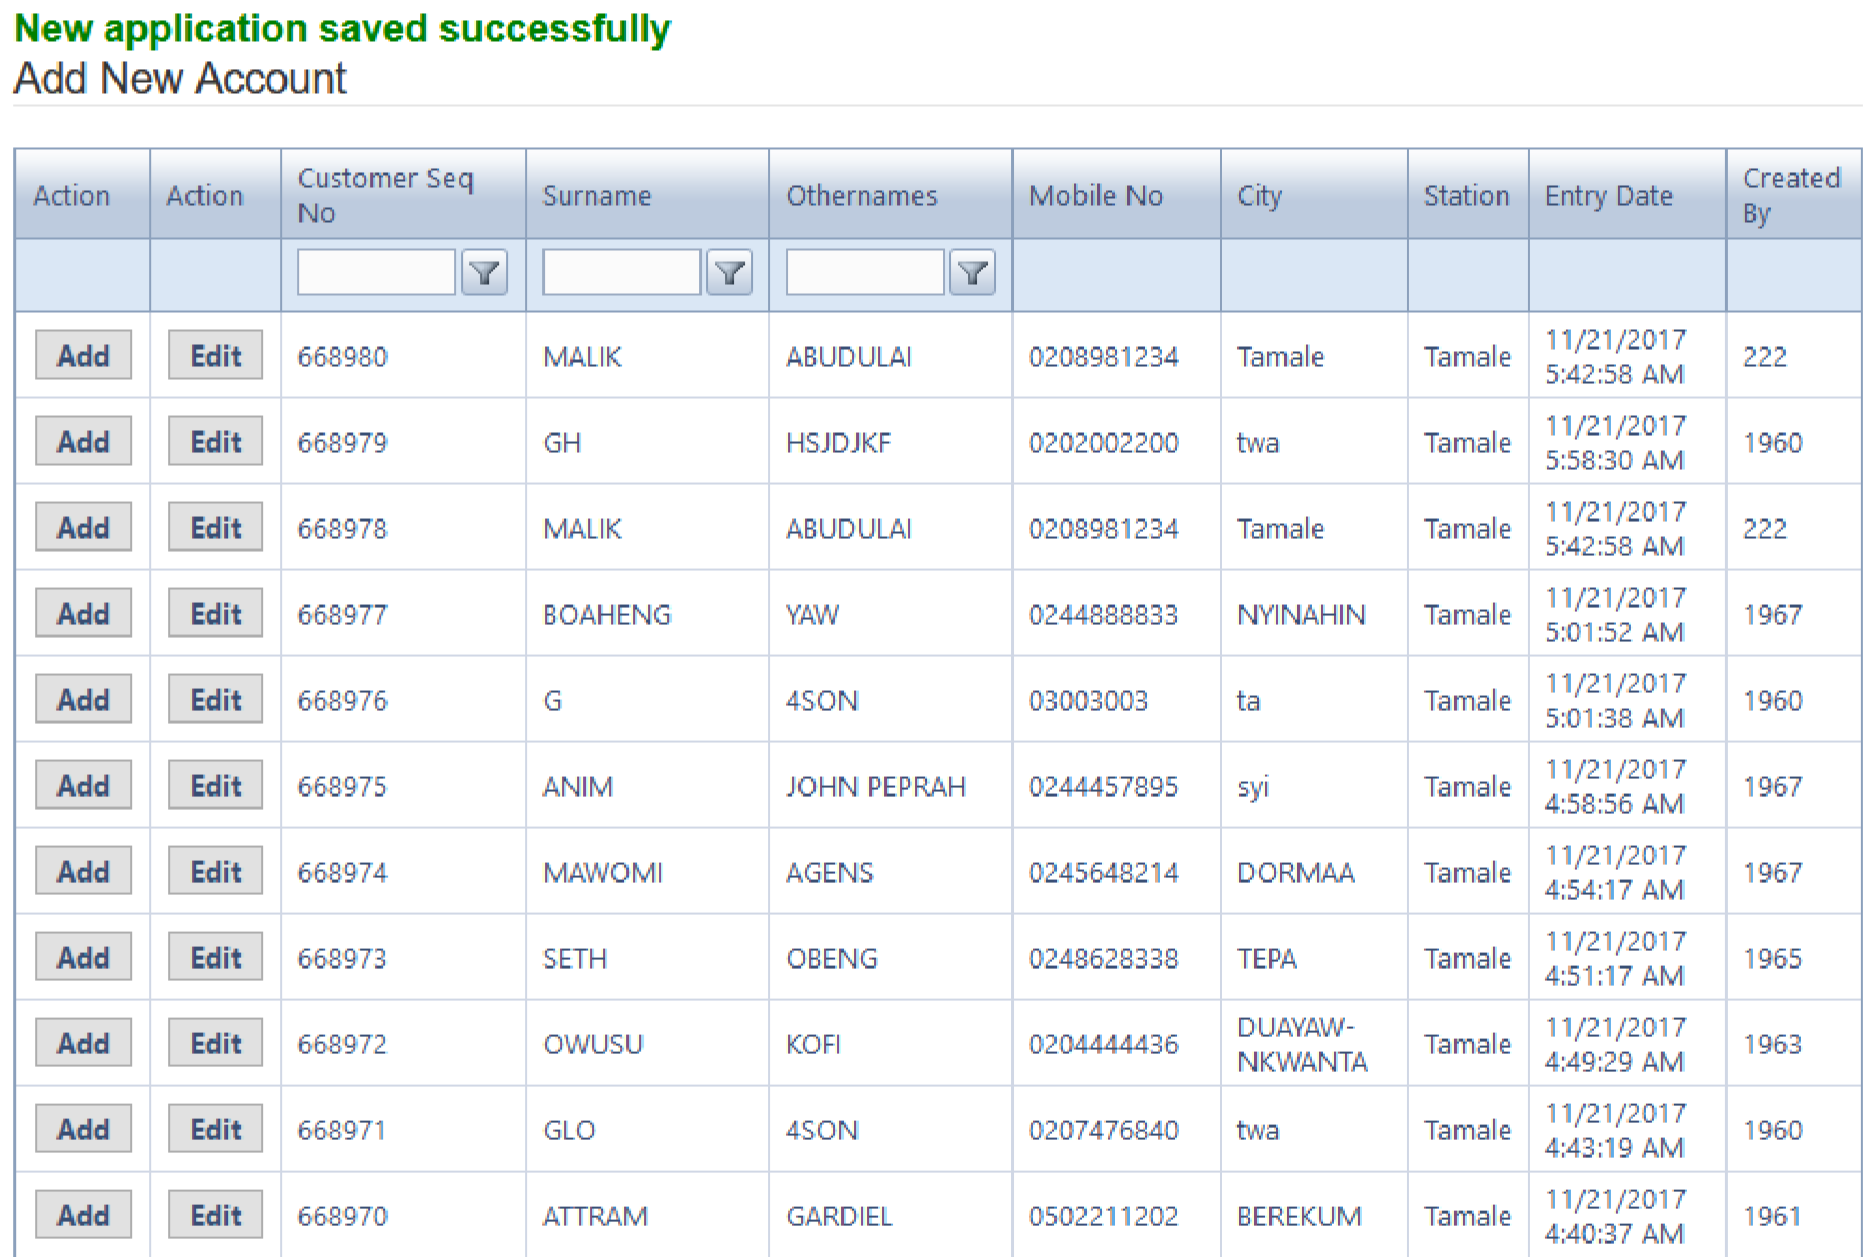 New application saved successfully
Add New Account
Action Action Customer Seq No Surname Othernames Mobile No City Station Entry Date Created By
Add Edit 668980 MALIK ABUDULAI 0208981234 Tamale Tamale 11/21/2017 5:42:58 AM 222
Add Edit 668979 GH HSJDJKF 0202002200 twa Tamale 11/21/2017 5:58:30 AM 1960
Add Edit 668978 MALIK ABUDULAI 0208981234 Tamale Tamale 11/21/2017 5:42:58 AM 222
Add Edit 668977 BOAHENG YAW 0244888833 NYINAHIN Tamale 11/21/2017 5:01:52 AM 1967
Add Edit 668976 G 4SON 03003003 ta Tamale 11/21/2017 5:01:38 AM 1960
Add Edit 668975 ANIM JOHN PEPRAH 0244457895 syi Tamale 11/21/2017 4:58:56 AM 1967
Add Edit 668974 MAWOMI AGENS 0245648214 DORMAA Tamale 11/21/2017 4:54:17 AM 1967
Add Edit 668973 SETH OBENG 0248628338 TEPA Tamale 11/21/2017 4:51:17 AM 1965
Add Edit 668972 OWUSU KOFI 0204444436 DUAYAW-NKWANTA Tamale 11/21/2017 4:49:29 AM 1963
Add Edit 668971 GLO 4SON 0207476840 twa Tamale 11/21/2017 4:43:19 AM 1960
Add Edit 668970 ATTRAM GARDIEL 0502211202 BEREKUM Tamale 11/21/2017 4:40:37 AM 1961